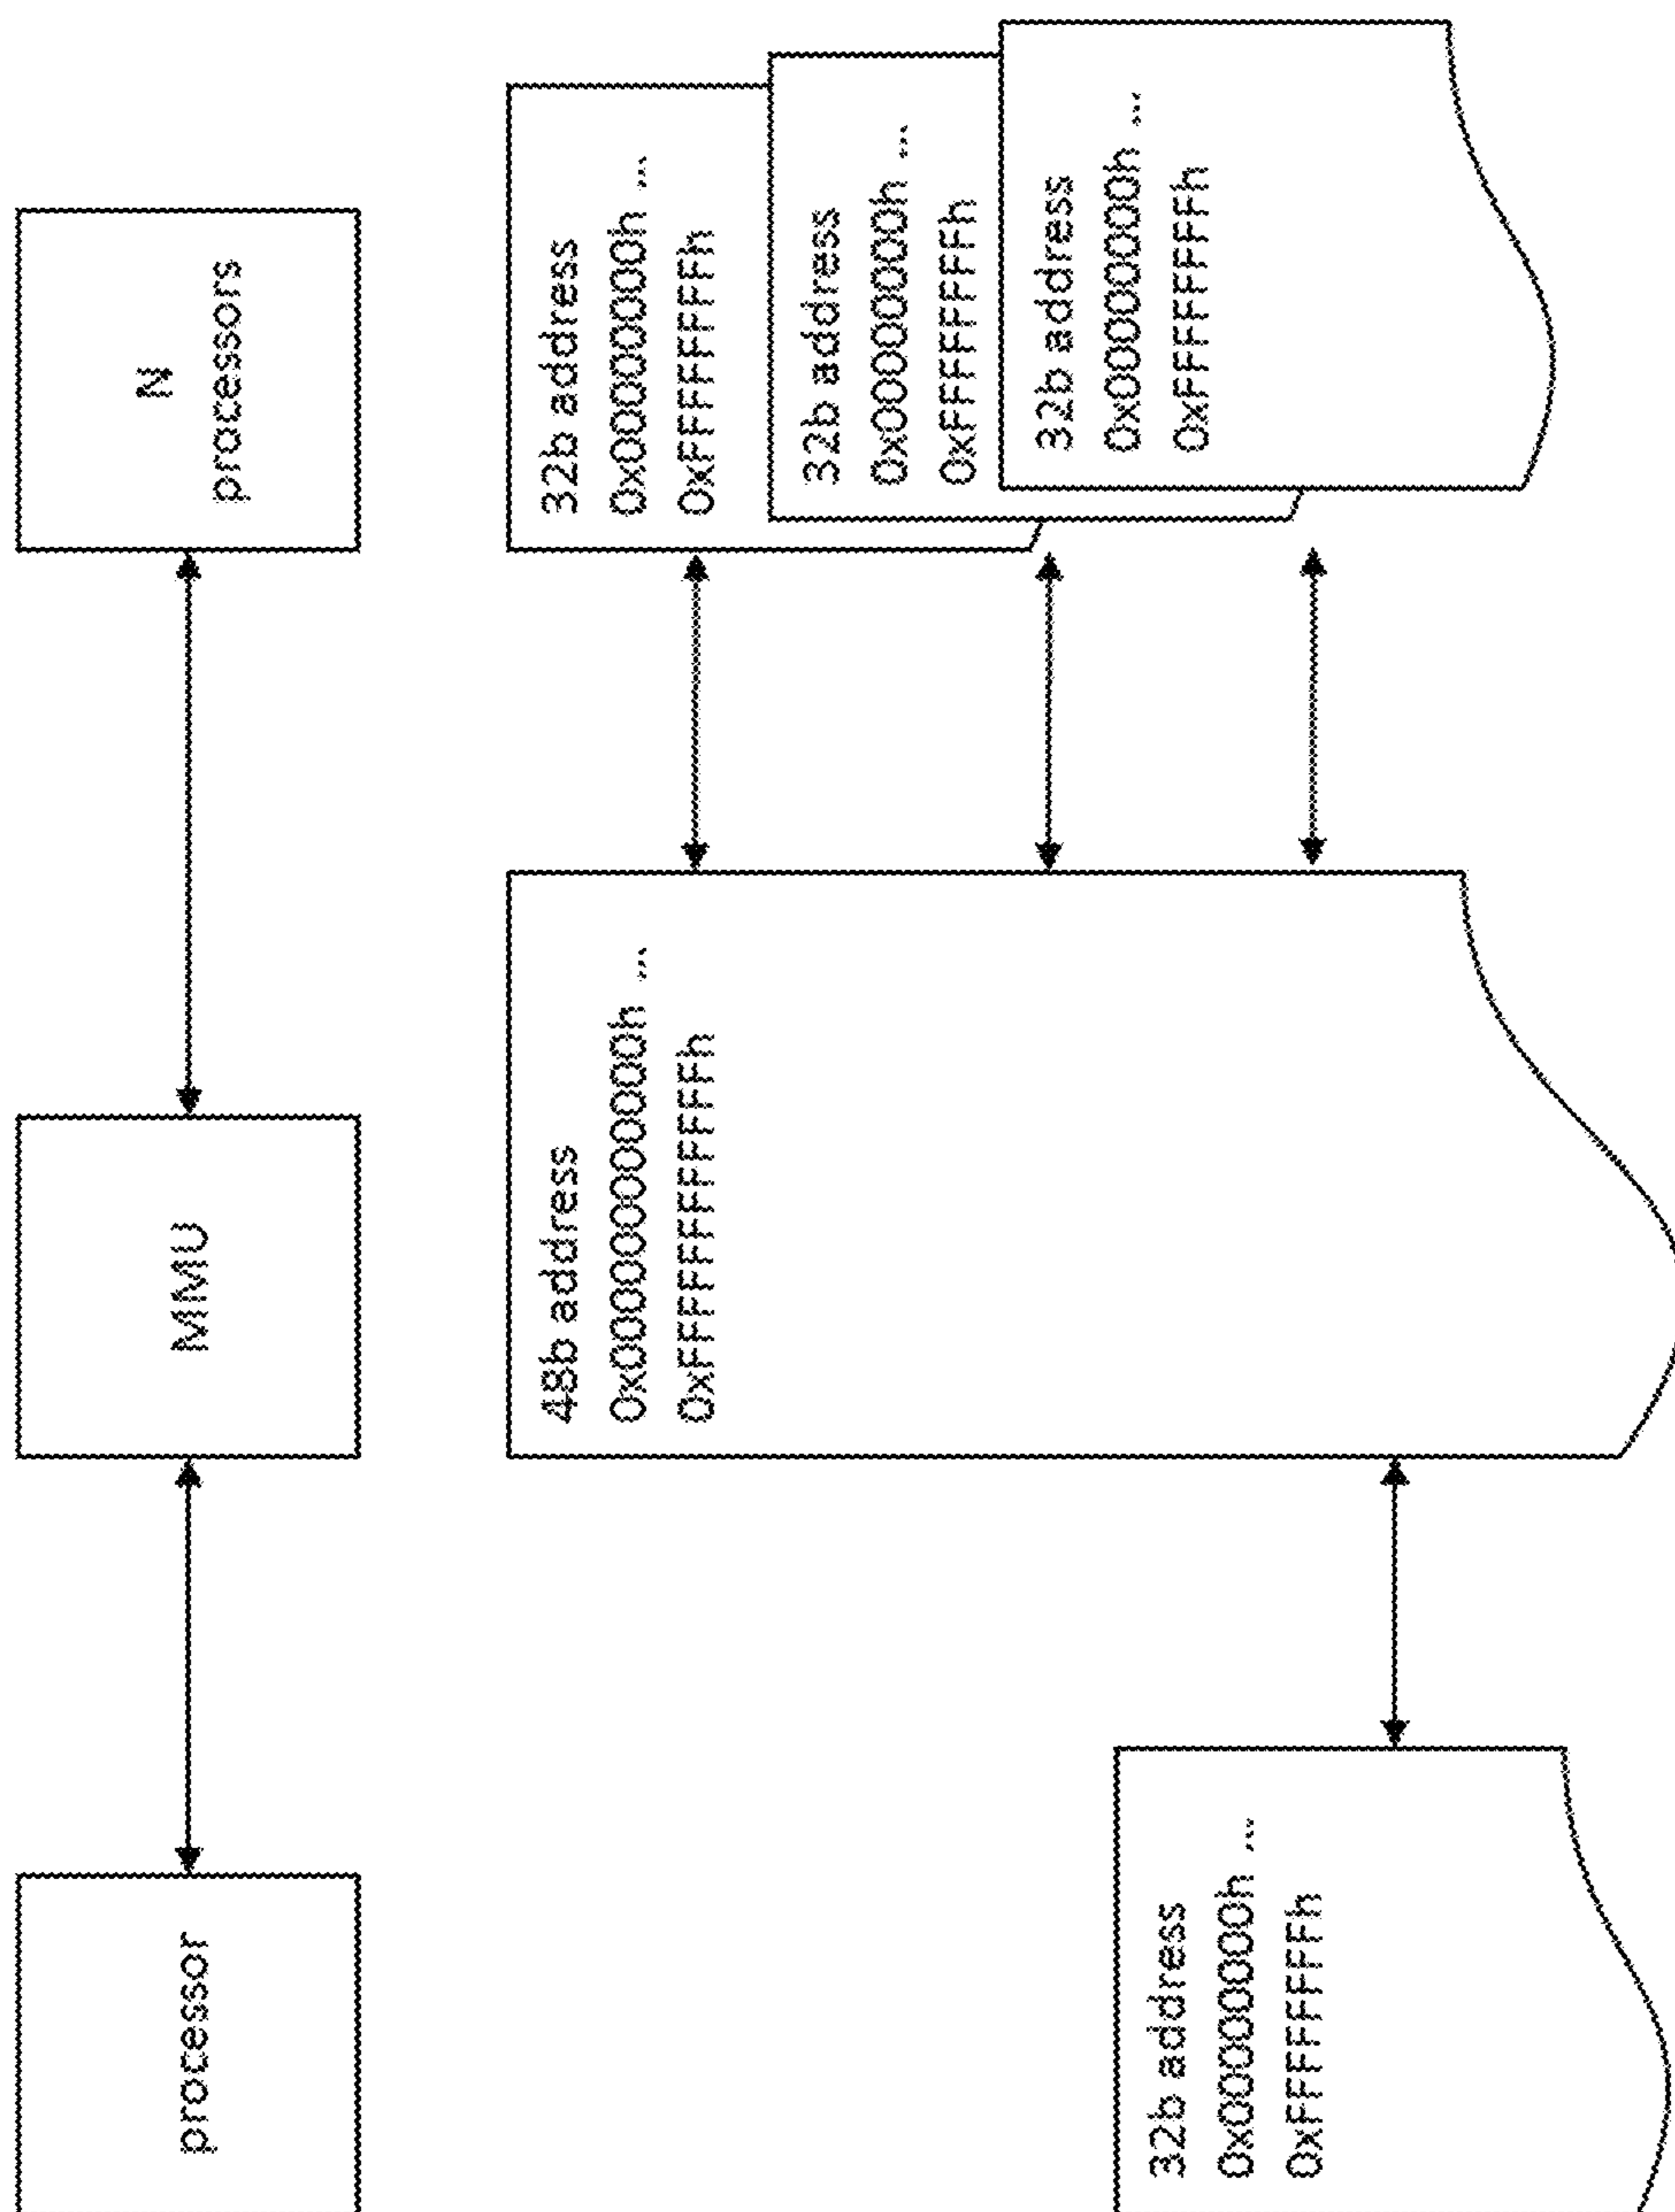 processor
MMU
N
processors
32b address
0x00000000h ...
0xFFFFFFFFh
48b address
0x000000000000h ...
0xFFFFFFFFFFFFh
32b address
0x00000000h ...
0xFFFFFFFFh
32b address
0x00000000h ...
0xFFFFFFFFh
32b address
0x00000000h ...
0xFFFFFFFFh